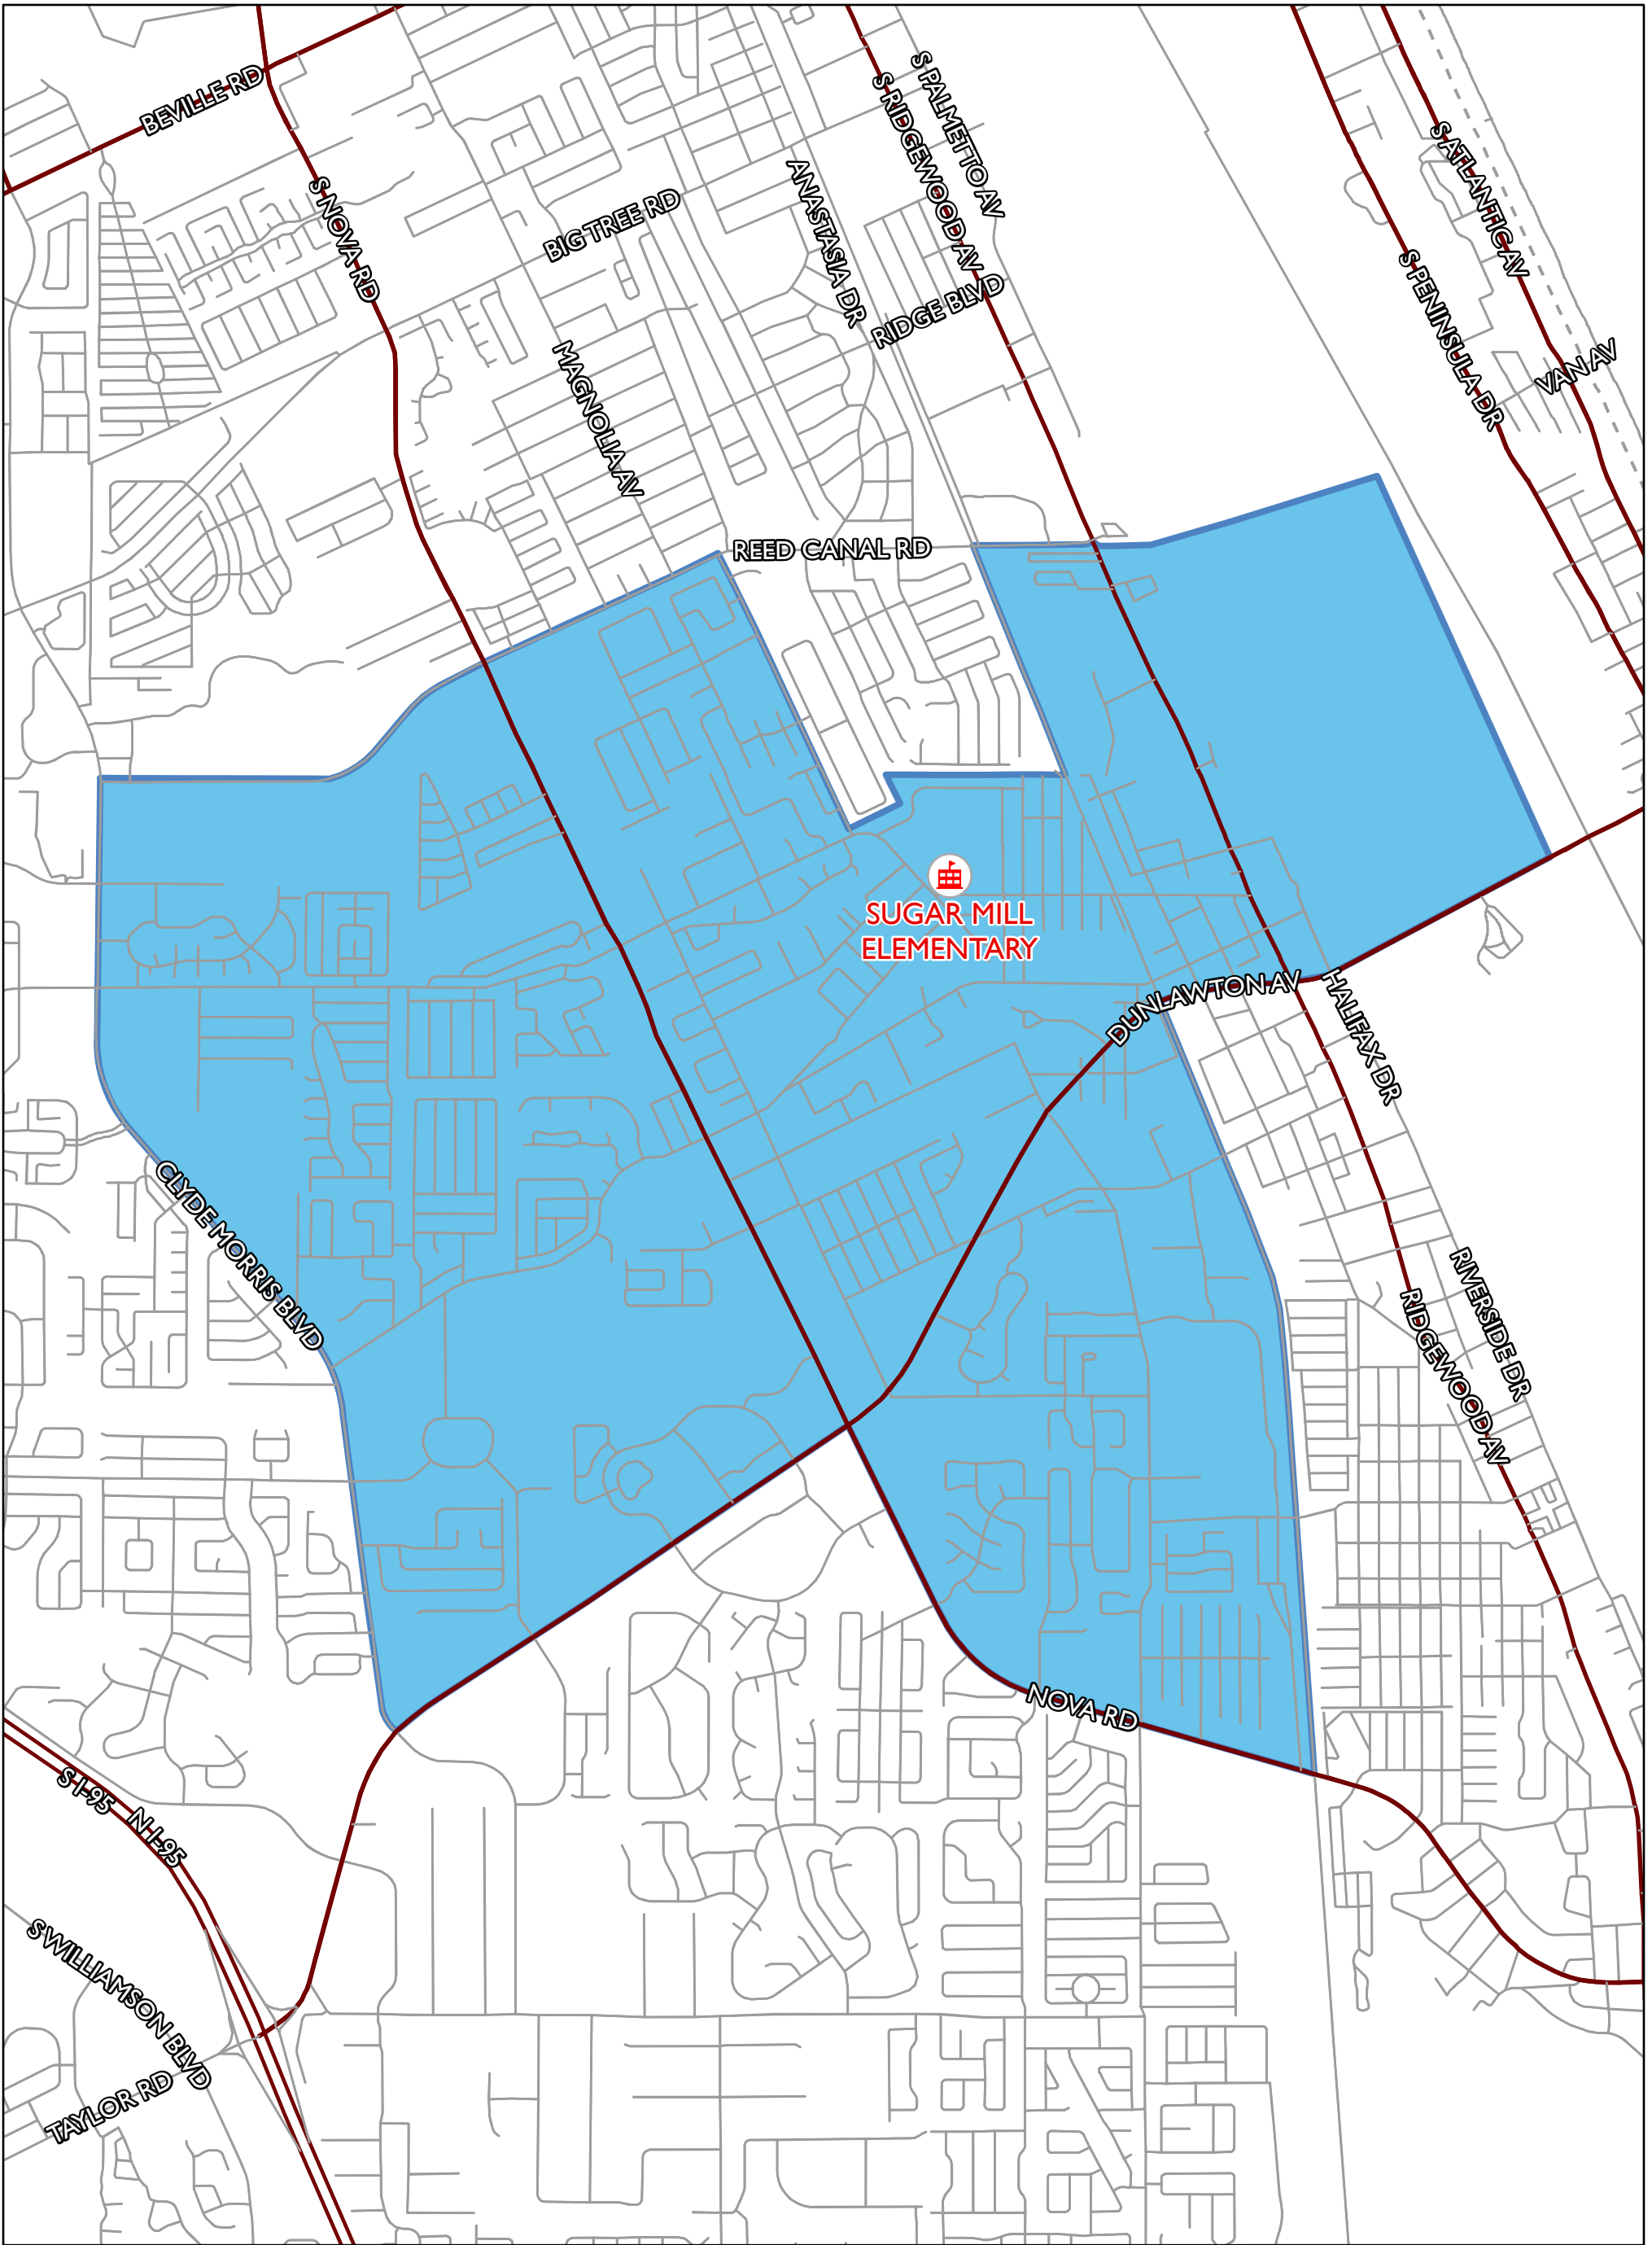 BEVILLE RD
S PALMETTO AV
S RIDGEWOOD AV
S ATLANTIC AV
S NOVA RD
BIG TREE RD
ANASTASIA DR
RIDGE BLVD
S PENINSULA DR
VAN AV
MAGNOLIA AV
REED CANAL RD
SUGAR MILL
ELEMENTARY
DUNLAWTON AV
HALIFAX DR
CLYDE MORRIS BLVD
RIVERSIDE DR
RIDGEWOOD AV
NOVA RD
S I-95
N I-95
S WILLIAMSON BLVD
TAYLOR RD